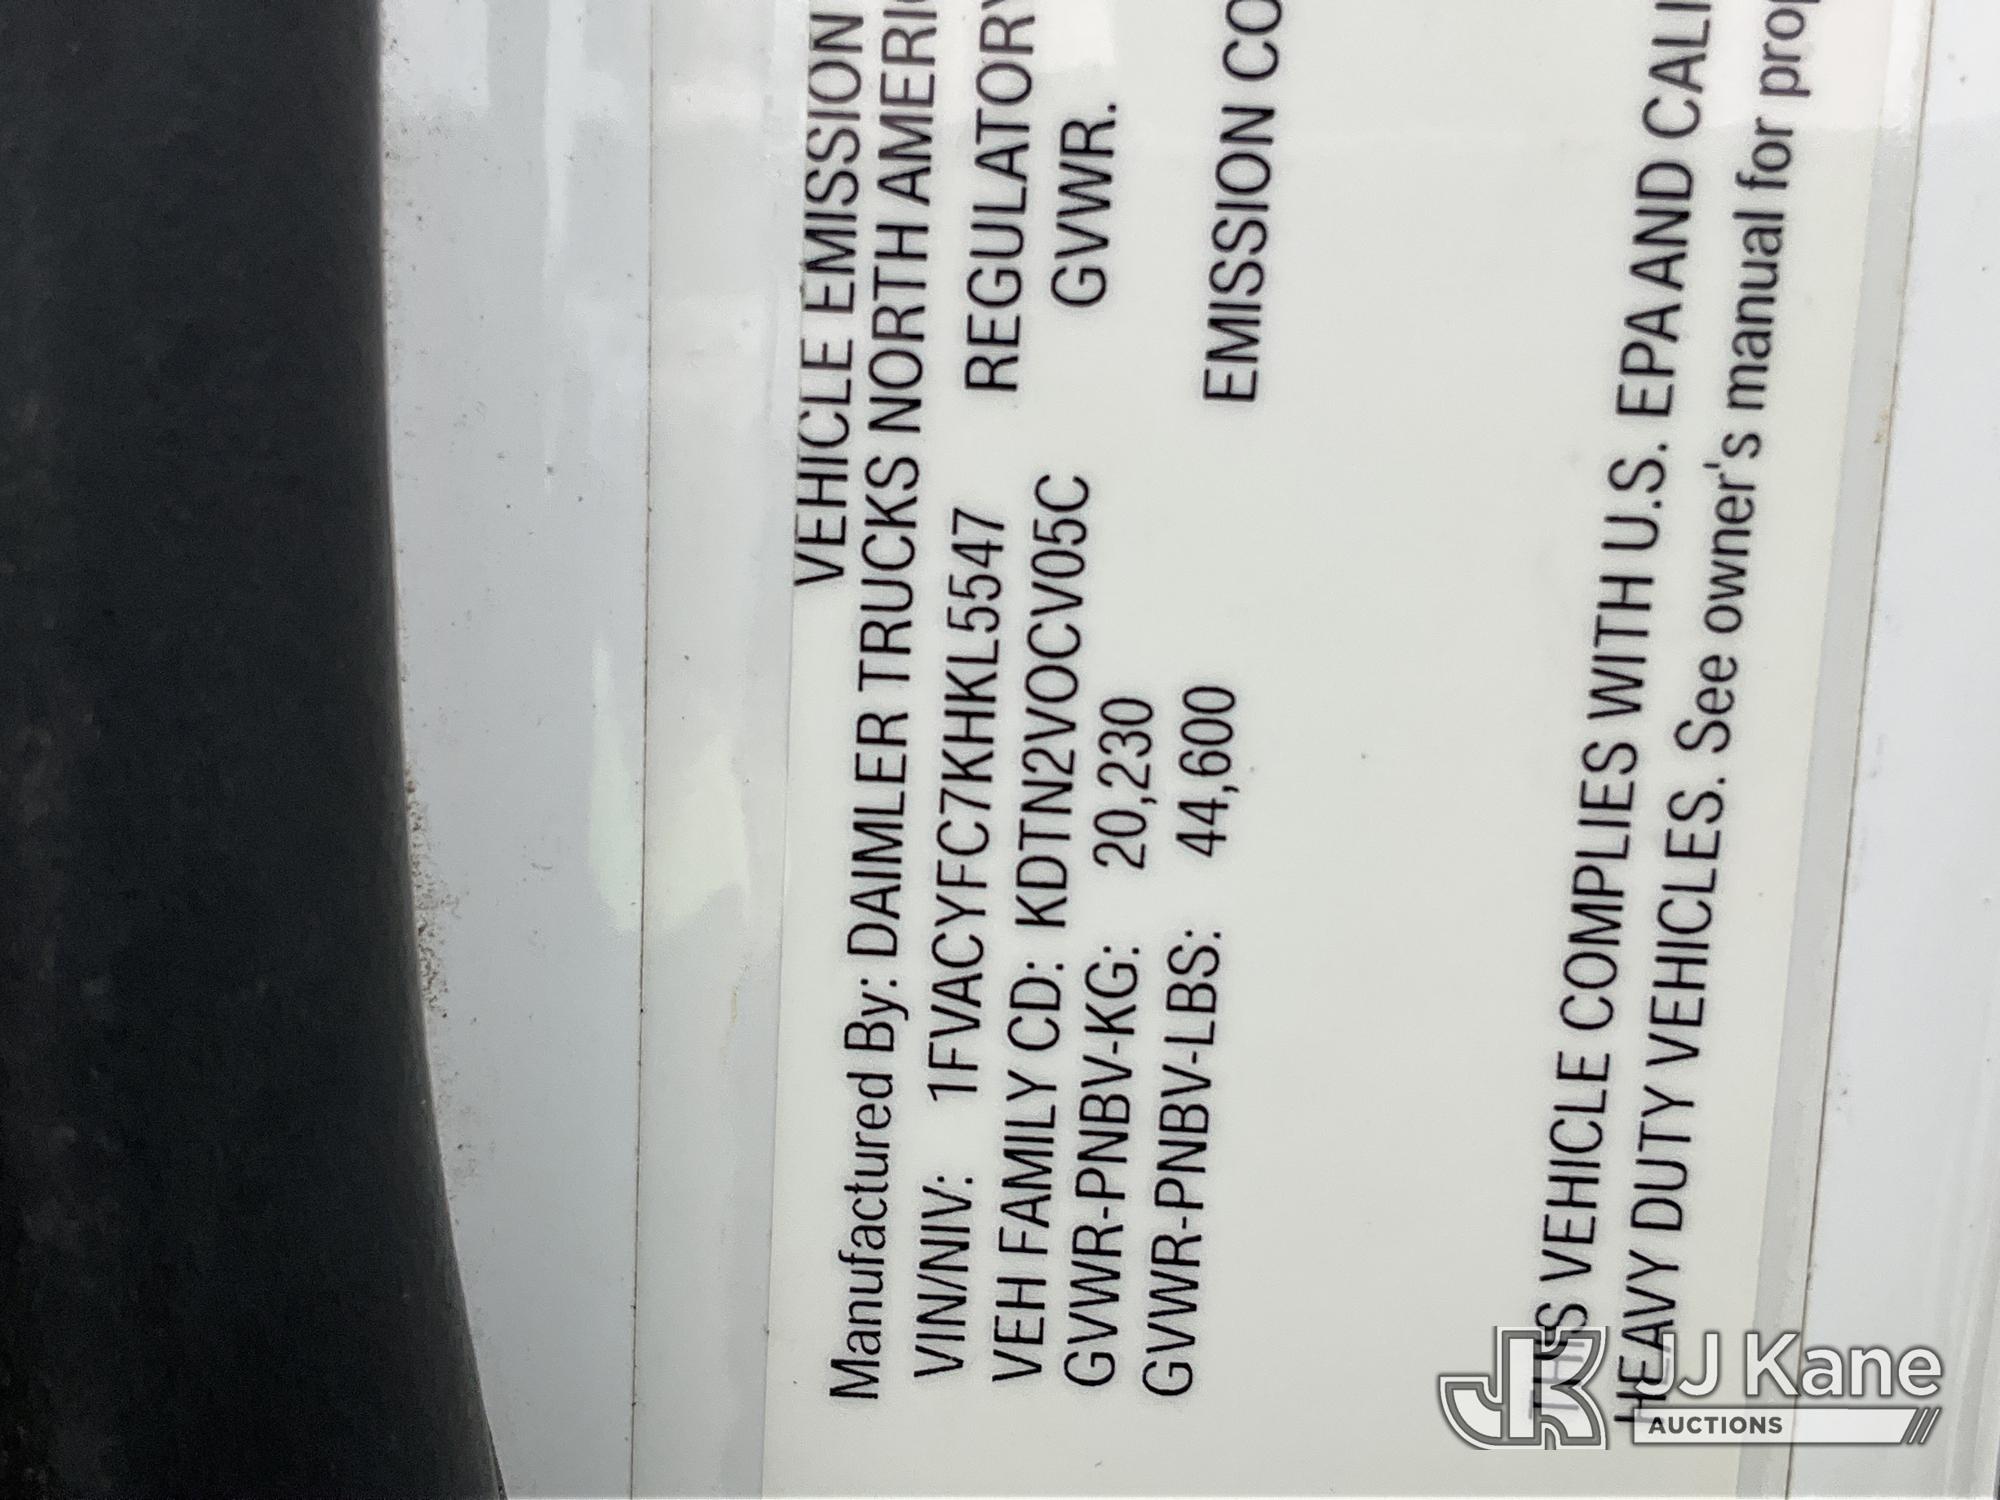 VEHICLE EMISSION
Manufactured By: DAIMLER TRUCKS NORTH AMERIC
VIN/NIV: 1FVACYFC7KHKL5547 REGULATORY
VEH FAMILY CD: KDTN2VOCV05C GVWR.
GVWR-PNBV-KG: 20,230
GVWR-PNBV-LBS: 44,600 EMISSION CO
THIS VEHICLE COMPLIES WITH U.S. EPA AND CALI
HEAVY DUTY VEHICLES. See owner's manual for prop
JJ Kane
AUCTIONS